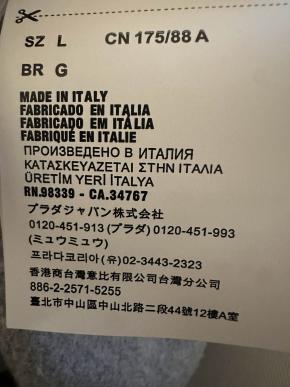 SZ L CN 175/88 A
BR G
MADE IN ITALY
FABRICADO EN ITALIA
FABRICADO EM ITÁLIA
FABRIQUÉ EN ITALIE
ПРОИЗВЕДЕНО В ИТАЛИЯ
ΚΑΤΑΣΚΕΥΑΖΕΤΑΙ ΣΤΗΝ ΙΤΑΛΙΑ
ÜRETİM YERİ İTALYA
RN.98339 - CA.34767
プラダジャパン株式会社
0120-451-913 (プラダ) 0120-451-993
(ミュウミュウ)
프라다코리아(유) 02-3443-2323
香港商台灣意比有限公司台灣分公司
886-2-2571-5255
臺北市中山區中山北路二段44號12樓A室